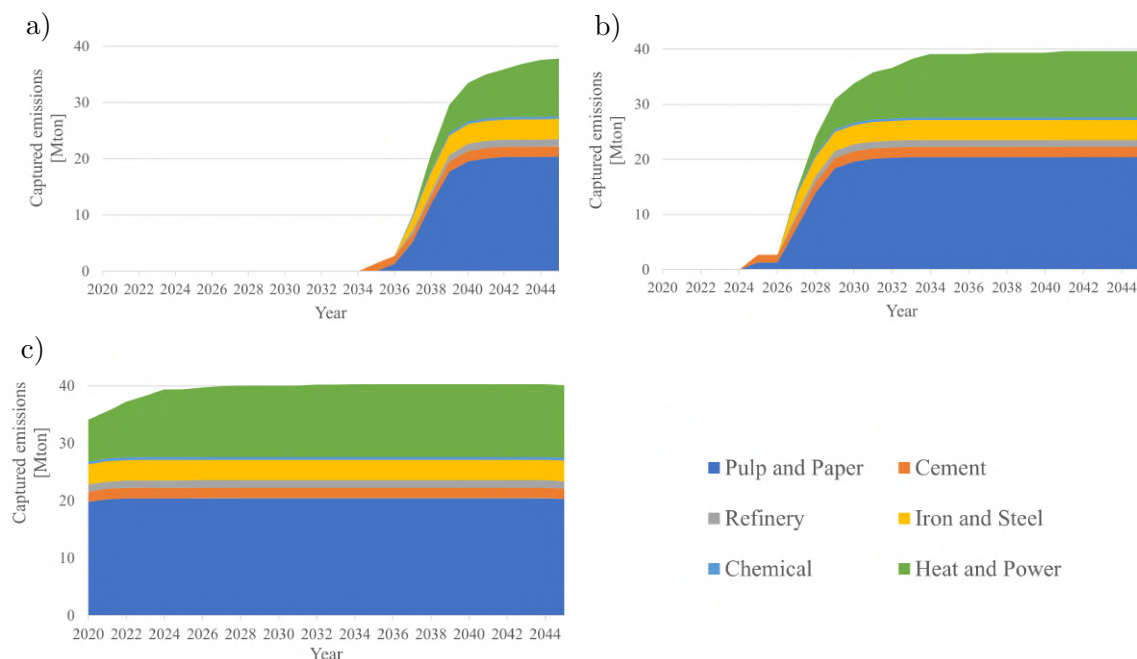 a)
Captured emissions
[Mton]
40
30
20
10
0
2020 2022 2024 2026 2028 2030 2032 2034 2036 2038 2040 2042 2044
Year
b)
Captured emissions
[Mton]
40
30
20
10
0
2020 2022 2024 2026 2028 2030 2032 2034 2036 2038 2040 2042 2044
Year
c)
Captured emissions
[Mton]
40
30
20
10
0
2020 2022 2024 2026 2028 2030 2032 2034 2036 2038 2040 2042 2044
Year
Pulp and Paper
Cement
Refinery
Iron and Steel
Chemical
Heat and Power